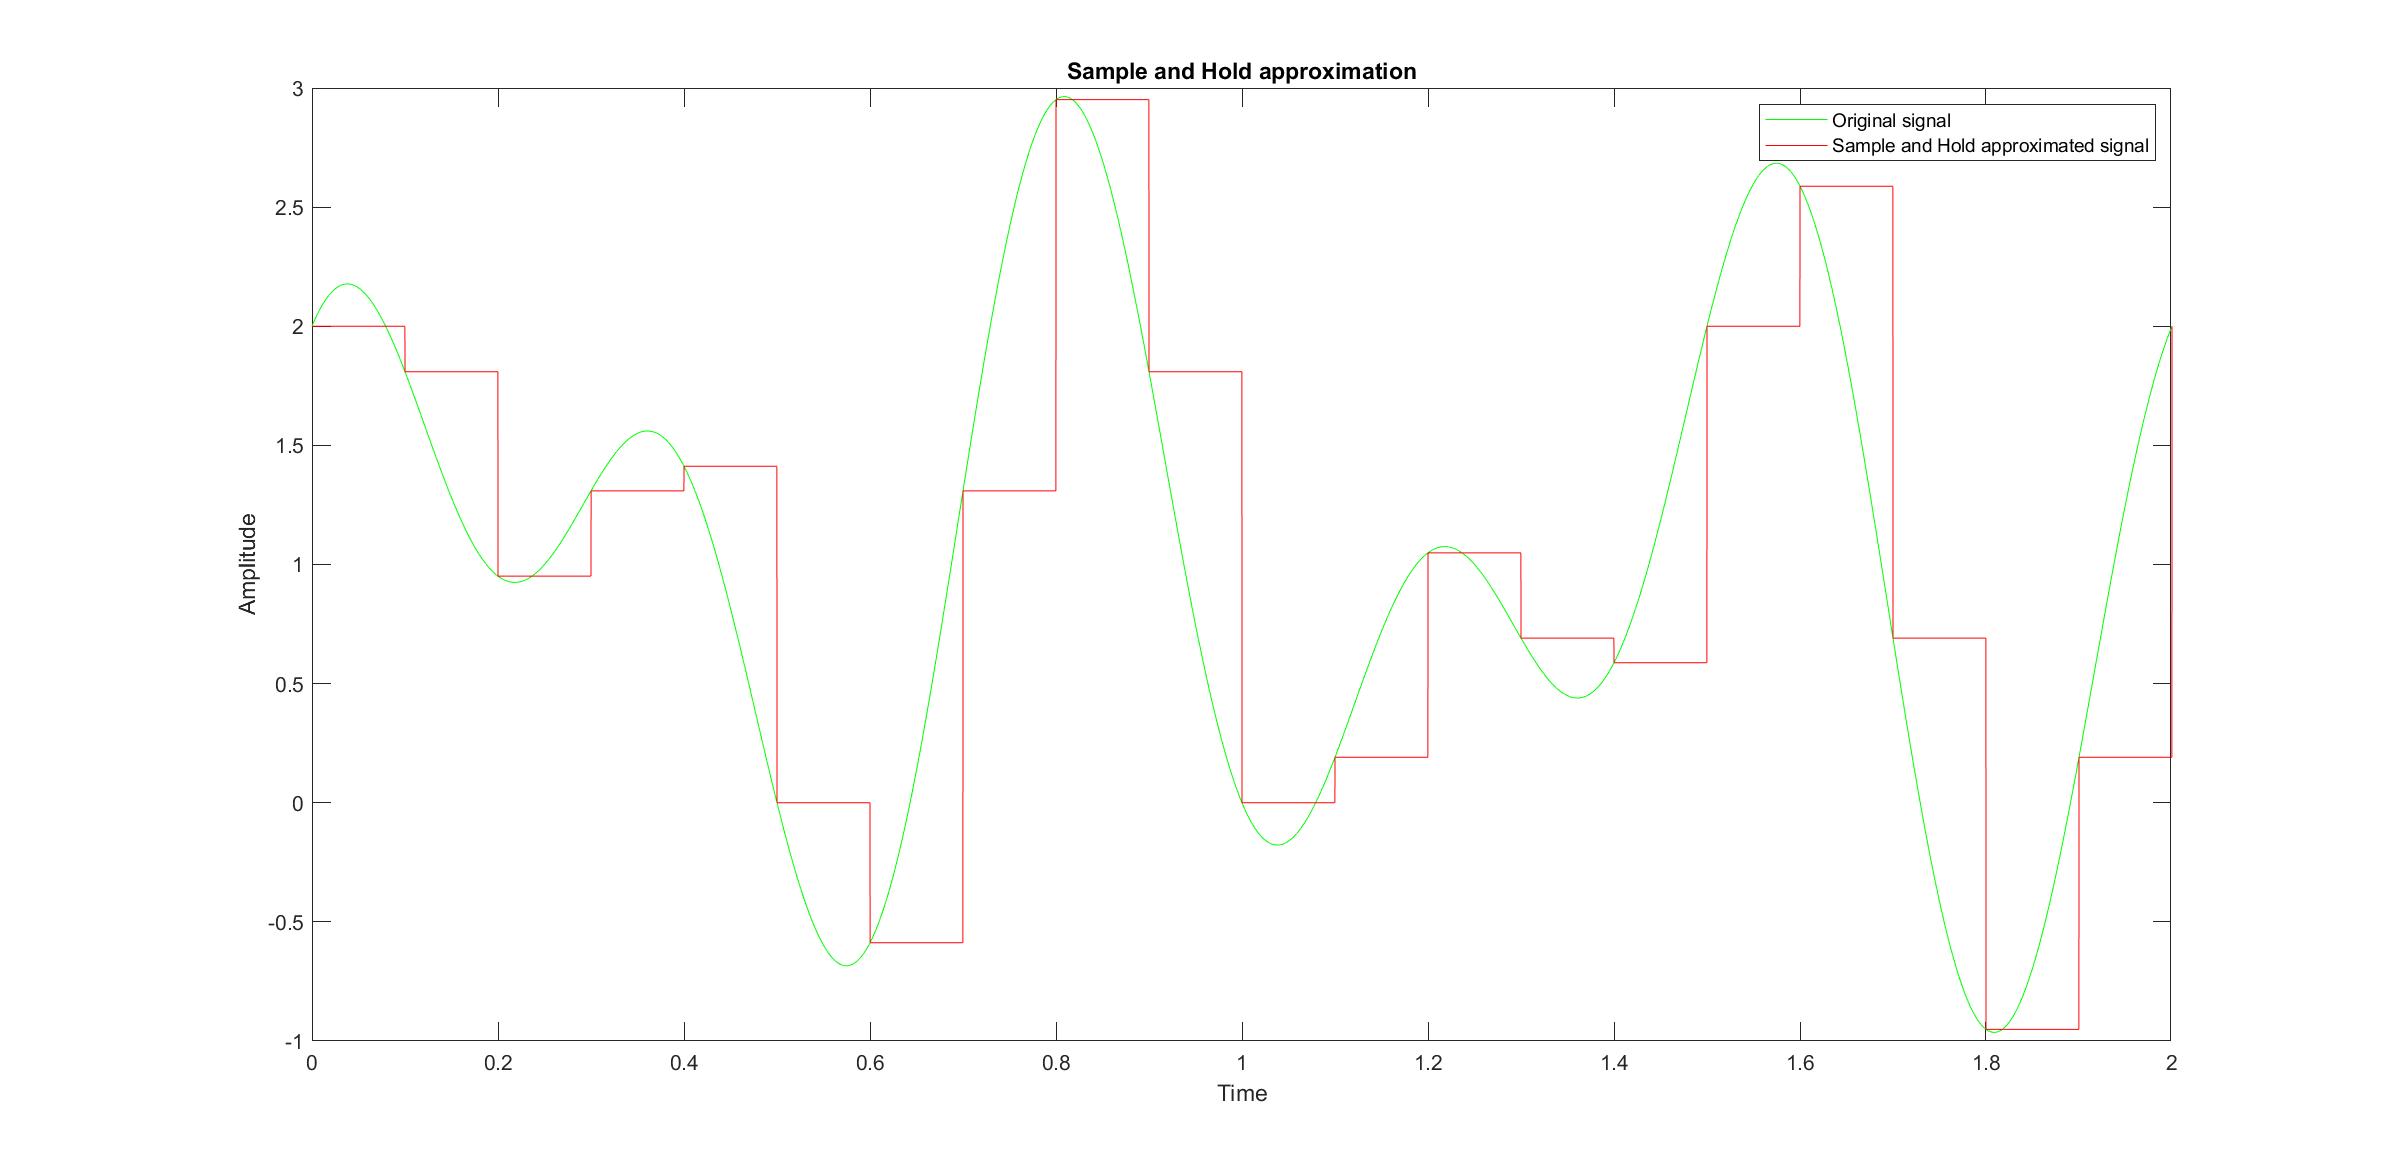 Sample and Hold approximation
Original signal
Sample and Hold approximated signal
3
2.5
2
1.5
1
0.5
0
-0.5
-1
Amplitude
0 0.2 0.4 0.6 0.8 1 1.2 1.4 1.6 1.8 2
Time